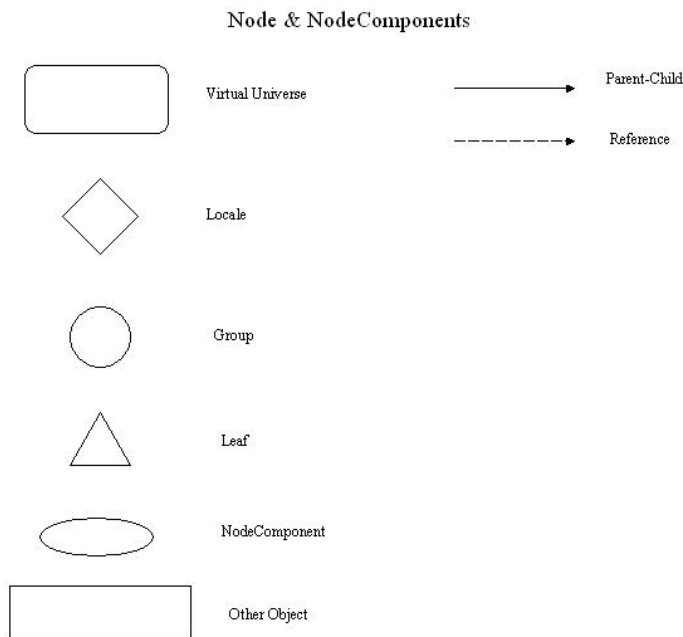 Node & NodeComponents
Virtual Universe
Parent-Child
Reference
Locale
Group
Leaf
NodeComponent
Other Object